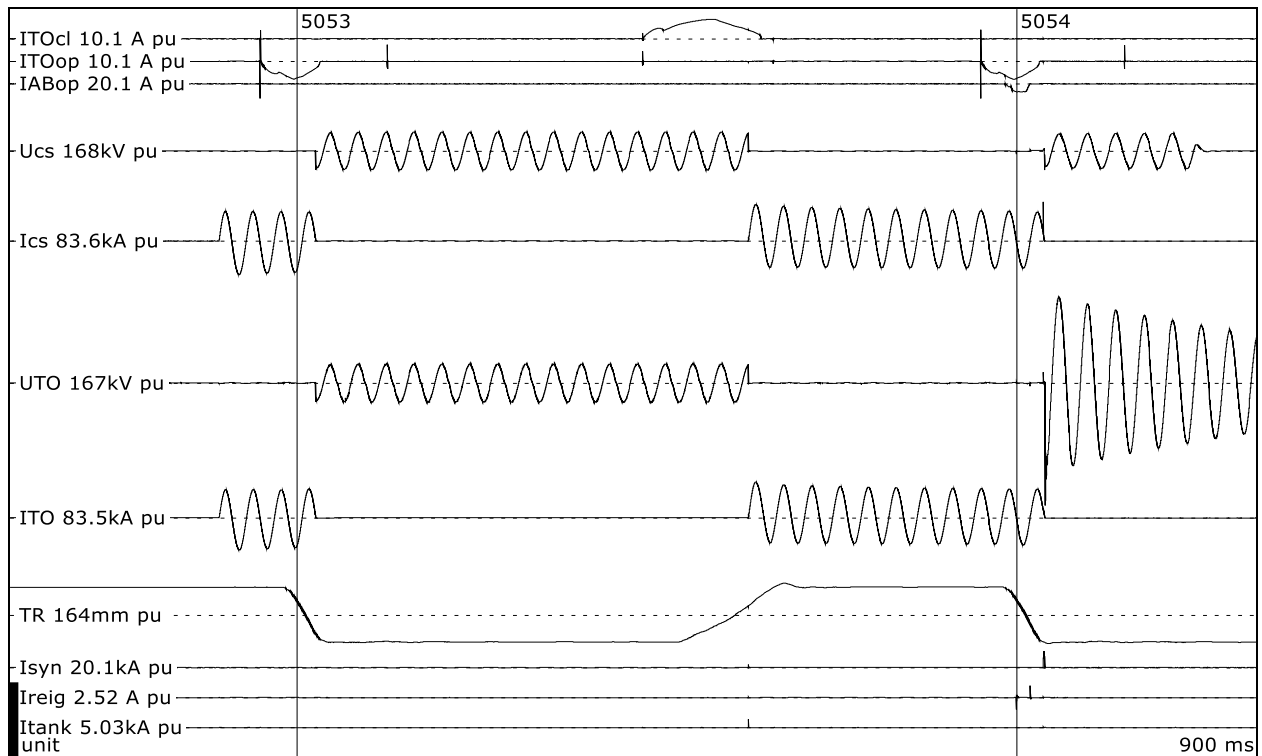 5053 5054
ITOcl 10.1 A pu
ITOop 10.1 A pu
IABop 20.1 A pu
Ucs 168kV pu
Ics 83.6kA pu
UTO 167kV pu
ITO 83.5kA pu
TR 164mm pu
Isyn 20.1kA pu
Ireig 2.52 A pu
Itank 5.03kA pu
unit 900 ms